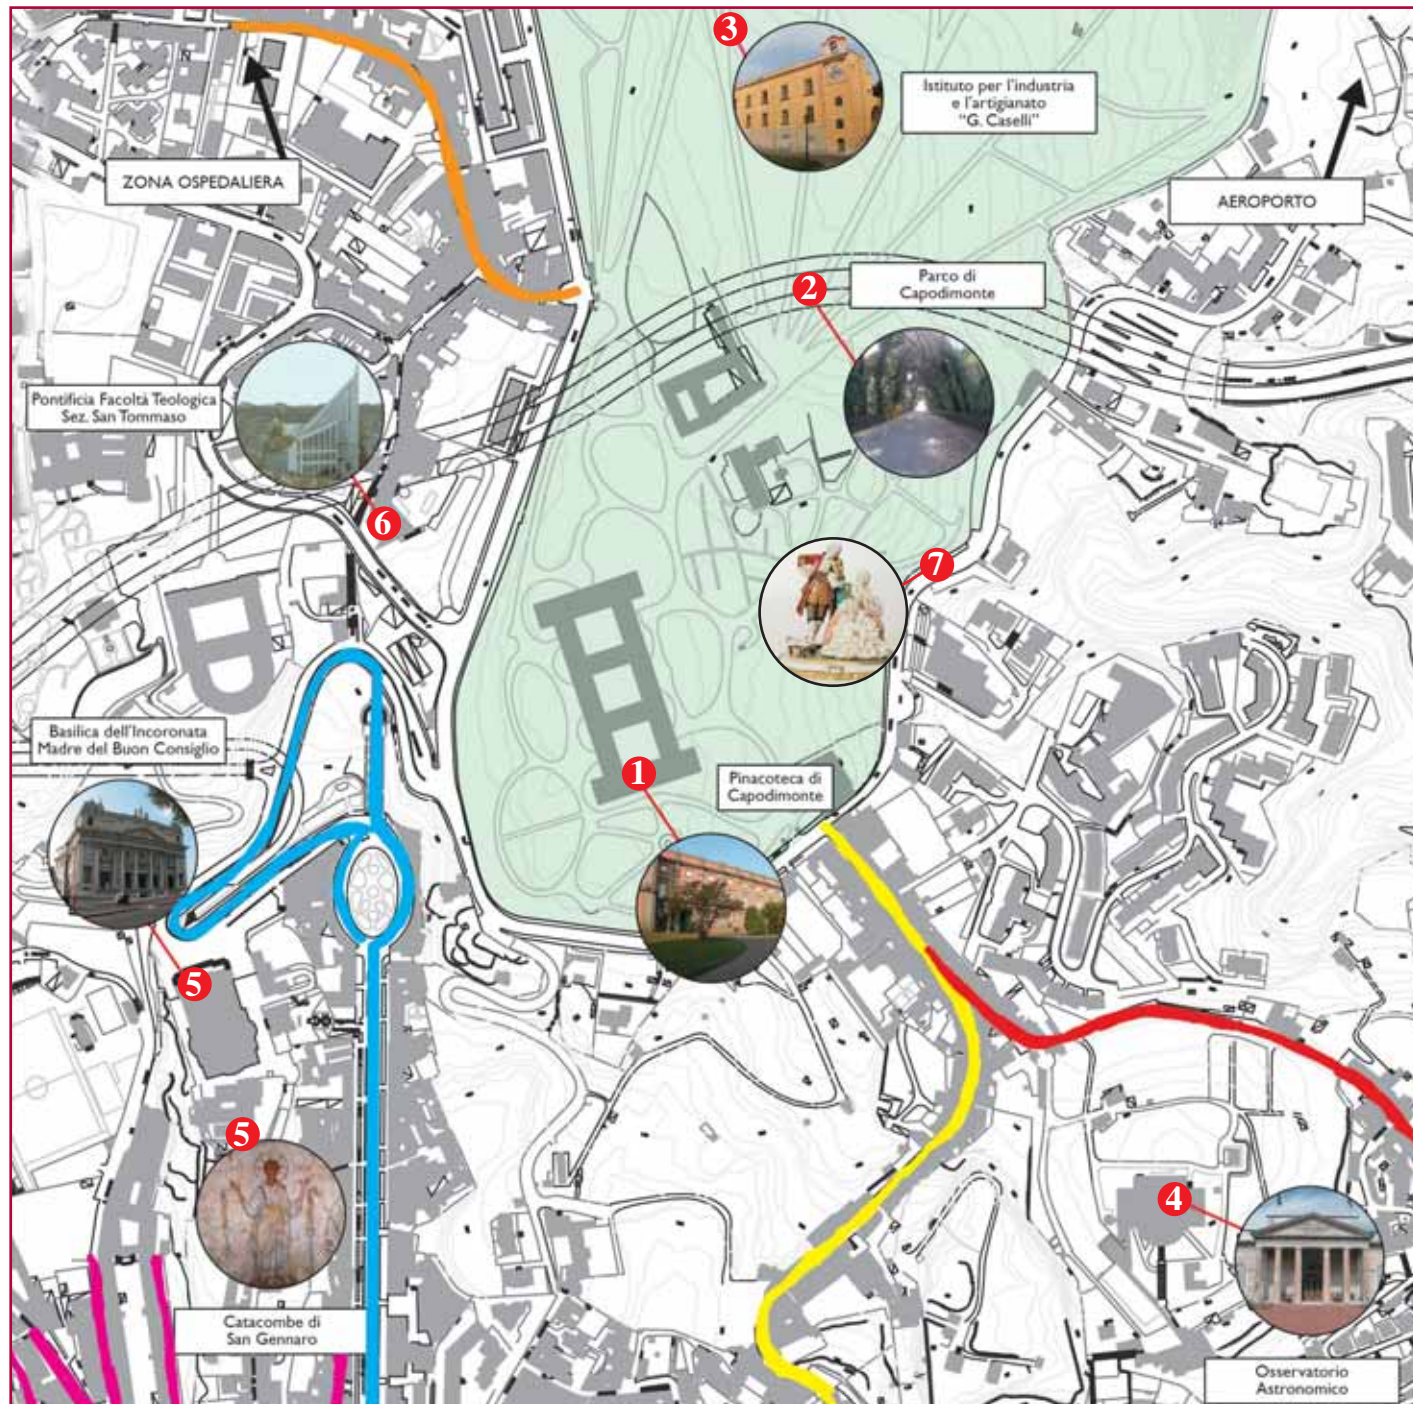 3
Istituto per l'industria
e l'artigianato
"G. Caselli"
ZONA OSPEDALIERA
AEROPORTO
2
Parco di
Capodimonte
Pontificia Facoltà Teologica
Sez. San Tommaso
6
7
Basilica dell'Incoronata
Madre del Buon Consiglio
1
Pinacoteca di
Capodimonte
5
5
4
Catacombe di
San Gennaro
Osservatorio
Astronomico